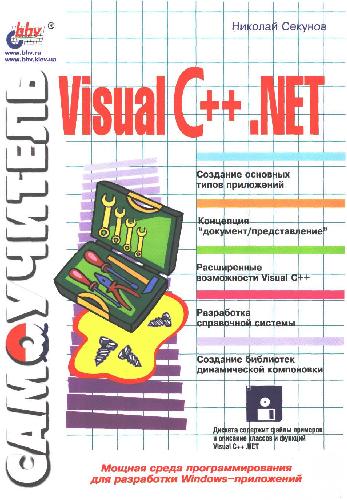 bhv
www.bhv.ru
www.bhv.kiev.ua
Николай Секунов
Visual C++ .NET
САМОУЧИТЕЛЬ
Создание основных
типов приложений
Концепция
"документ/представление"
Расширенные
возможности Visual C++
Разработка
справочной системы
Создание библиотек
динамической компоновки
Дискета содержит файлы примеров
и описание классов и функций
Visual C++ .NET
Мощная среда программирования
для разработки Windows-приложений